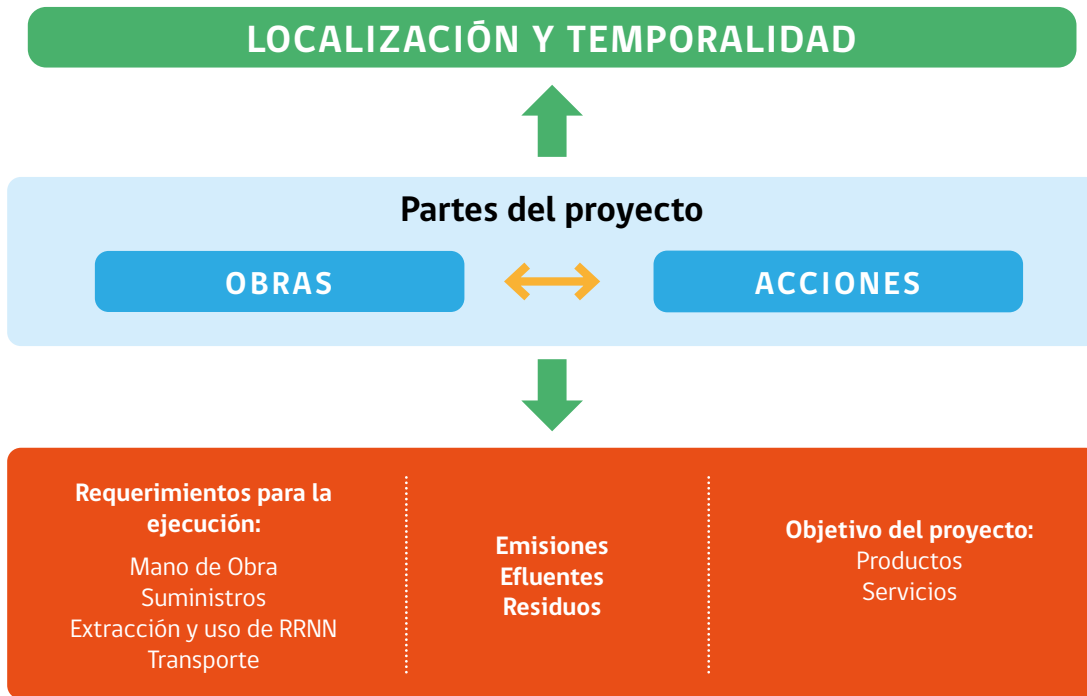 LOCALIZACIÓN Y TEMPORALIDAD
Partes del proyecto
OBRAS
ACCIONES
Requerimientos para la
ejecución:
Mano de Obra
Suministros
Extracción y uso de RRNN
Transporte
Emisiones
Efluentes
Residuos
Objetivo del proyecto:
Productos
Servicios